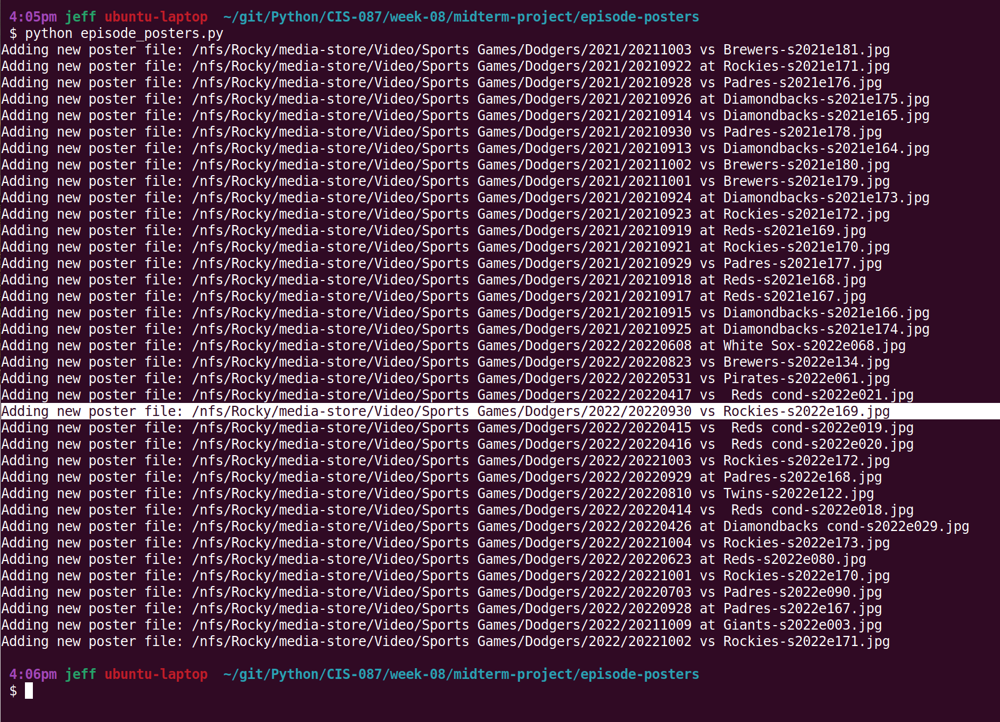 4:05pm jeff ubuntu-laptop  ~/git/Python/CIS-087/week-08/midterm-project/episode-posters
$ python episode_posters.py
Adding new poster file: /nfs/Rocky/media-store/Video/Sports Games/Dodgers/2021/20211003 vs Brewers-s2021e181.jpg
Adding new poster file: /nfs/Rocky/media-store/Video/Sports Games/Dodgers/2021/20210922 at Rockies-s2021e171.jpg
Adding new poster file: /nfs/Rocky/media-store/Video/Sports Games/Dodgers/2021/20210928 vs Padres-s2021e176.jpg
Adding new poster file: /nfs/Rocky/media-store/Video/Sports Games/Dodgers/2021/20210926 at Diamondbacks-s2021e175.jpg
Adding new poster file: /nfs/Rocky/media-store/Video/Sports Games/Dodgers/2021/20210914 vs Diamondbacks-s2021e165.jpg
Adding new poster file: /nfs/Rocky/media-store/Video/Sports Games/Dodgers/2021/20210930 vs Padres-s2021e178.jpg
Adding new poster file: /nfs/Rocky/media-store/Video/Sports Games/Dodgers/2021/20210913 vs Diamondbacks-s2021e164.jpg
Adding new poster file: /nfs/Rocky/media-store/Video/Sports Games/Dodgers/2021/20211002 vs Brewers-s2021e180.jpg
Adding new poster file: /nfs/Rocky/media-store/Video/Sports Games/Dodgers/2021/20211001 vs Brewers-s2021e179.jpg
Adding new poster file: /nfs/Rocky/media-store/Video/Sports Games/Dodgers/2021/20210924 at Diamondbacks-s2021e173.jpg
Adding new poster file: /nfs/Rocky/media-store/Video/Sports Games/Dodgers/2021/20210923 at Rockies-s2021e172.jpg
Adding new poster file: /nfs/Rocky/media-store/Video/Sports Games/Dodgers/2021/20210919 at Reds-s2021e169.jpg
Adding new poster file: /nfs/Rocky/media-store/Video/Sports Games/Dodgers/2021/20210921 at Rockies-s2021e170.jpg
Adding new poster file: /nfs/Rocky/media-store/Video/Sports Games/Dodgers/2021/20210929 vs Padres-s2021e177.jpg
Adding new poster file: /nfs/Rocky/media-store/Video/Sports Games/Dodgers/2021/20210918 at Reds-s2021e168.jpg
Adding new poster file: /nfs/Rocky/media-store/Video/Sports Games/Dodgers/2021/20210917 at Reds-s2021e167.jpg
Adding new poster file: /nfs/Rocky/media-store/Video/Sports Games/Dodgers/2021/20210915 vs Diamondbacks-s2021e166.jpg
Adding new poster file: /nfs/Rocky/media-store/Video/Sports Games/Dodgers/2021/20210925 at Diamondbacks-s2021e174.jpg
Adding new poster file: /nfs/Rocky/media-store/Video/Sports Games/Dodgers/2022/20220608 at White Sox-s2022e068.jpg
Adding new poster file: /nfs/Rocky/media-store/Video/Sports Games/Dodgers/2022/20220823 vs Brewers-s2022e134.jpg
Adding new poster file: /nfs/Rocky/media-store/Video/Sports Games/Dodgers/2022/20220531 vs Pirates-s2022e061.jpg
Adding new poster file: /nfs/Rocky/media-store/Video/Sports Games/Dodgers/2022/20220417 vs  Reds cond-s2022e021.jpg
Adding new poster file: /nfs/Rocky/media-store/Video/Sports Games/Dodgers/2022/20220930 vs Rockies-s2022e169.jpg
Adding new poster file: /nfs/Rocky/media-store/Video/Sports Games/Dodgers/2022/20220415 vs  Reds cond-s2022e019.jpg
Adding new poster file: /nfs/Rocky/media-store/Video/Sports Games/Dodgers/2022/20220416 vs  Reds cond-s2022e020.jpg
Adding new poster file: /nfs/Rocky/media-store/Video/Sports Games/Dodgers/2022/20221003 vs Rockies-s2022e172.jpg
Adding new poster file: /nfs/Rocky/media-store/Video/Sports Games/Dodgers/2022/20220929 at Padres-s2022e168.jpg
Adding new poster file: /nfs/Rocky/media-store/Video/Sports Games/Dodgers/2022/20220810 vs Twins-s2022e122.jpg
Adding new poster file: /nfs/Rocky/media-store/Video/Sports Games/Dodgers/2022/20220414 vs  Reds cond-s2022e018.jpg
Adding new poster file: /nfs/Rocky/media-store/Video/Sports Games/Dodgers/2022/20220426 at Diamondbacks cond-s2022e029.jpg
Adding new poster file: /nfs/Rocky/media-store/Video/Sports Games/Dodgers/2022/20221004 vs Rockies-s2022e173.jpg
Adding new poster file: /nfs/Rocky/media-store/Video/Sports Games/Dodgers/2022/20220623 at Reds-s2022e080.jpg
Adding new poster file: /nfs/Rocky/media-store/Video/Sports Games/Dodgers/2022/20221001 vs Rockies-s2022e170.jpg
Adding new poster file: /nfs/Rocky/media-store/Video/Sports Games/Dodgers/2022/20220703 vs Padres-s2022e090.jpg
Adding new poster file: /nfs/Rocky/media-store/Video/Sports Games/Dodgers/2022/20220928 at Padres-s2022e167.jpg
Adding new poster file: /nfs/Rocky/media-store/Video/Sports Games/Dodgers/2022/20211009 at Giants-s2022e003.jpg
Adding new poster file: /nfs/Rocky/media-store/Video/Sports Games/Dodgers/2022/20221002 vs Rockies-s2022e171.jpg
4:06pm jeff ubuntu-laptop  ~/git/Python/CIS-087/week-08/midterm-project/episode-posters
$